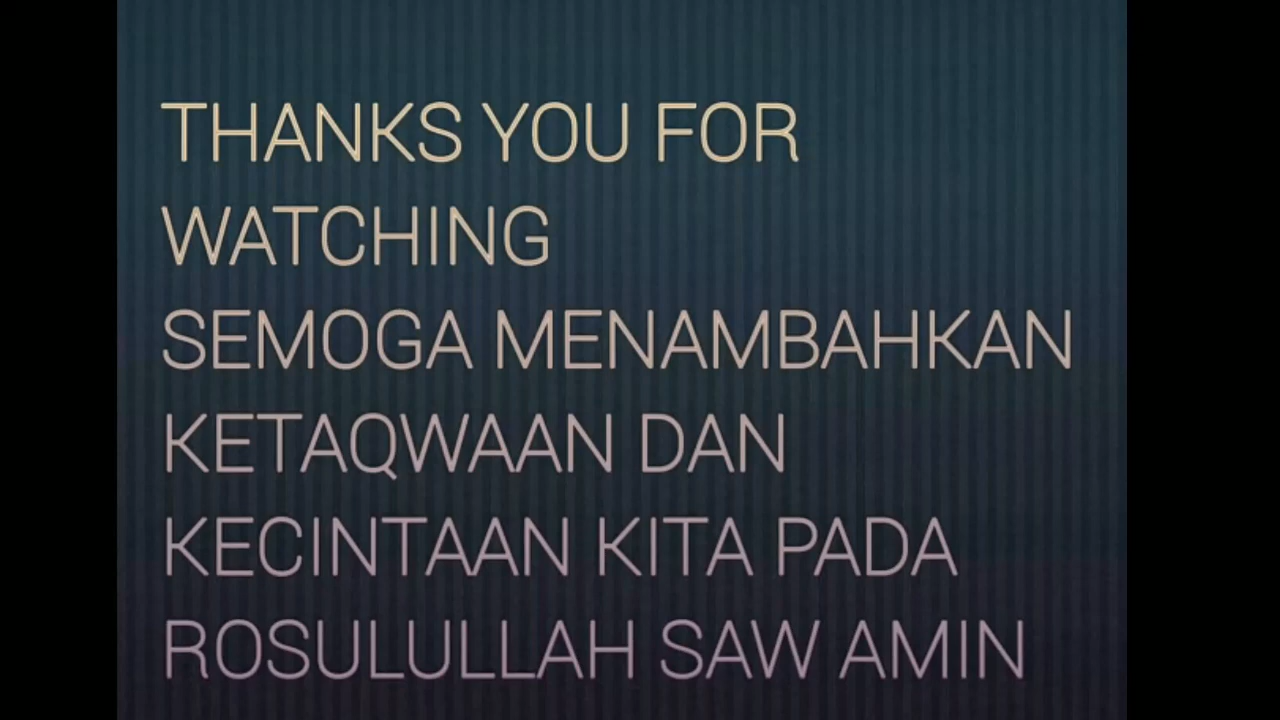 THANKS YOU FOR
WATCHING
SEMOGA MENAMBAHKAN
KETAQWAAN DAN
KECINTAAN KITA PADA
ROSULULLAH SAW AMIN